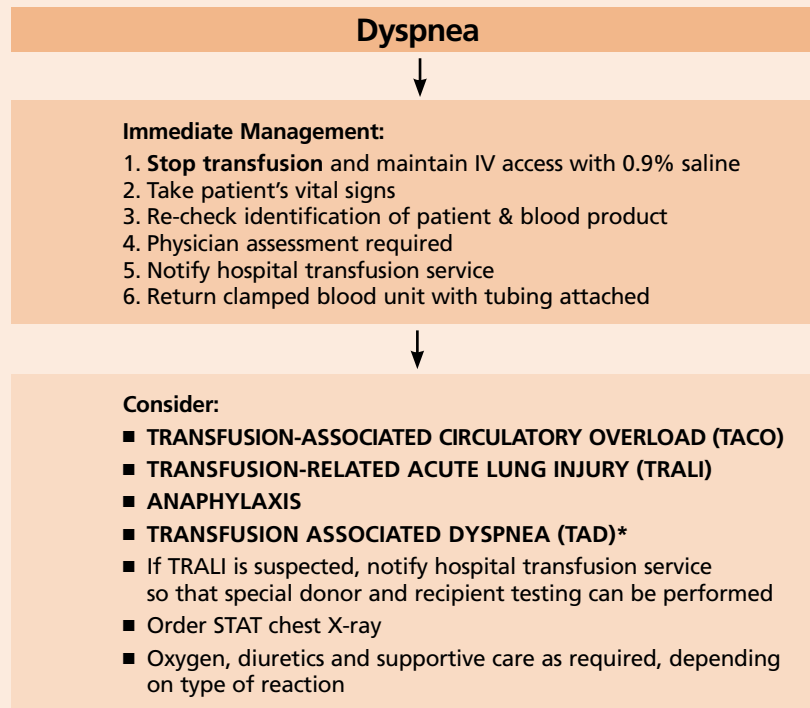 Dyspnea
Immediate Management:
1. Stop transfusion and maintain IV access with 0.9% saline
2. Take patient's vital signs
3. Re-check identification of patient & blood product
4. Physician assessment required
5. Notify hospital transfusion service
6. Return clamped blood unit with tubing attached
Consider:
■ TRANSFUSION-ASSOCIATED CIRCULATORY OVERLOAD (TACO)
■ TRANSFUSION-RELATED ACUTE LUNG INJURY (TRALI)
■ ANAPHYLAXIS
■ TRANSFUSION ASSOCIATED DYSPNEA (TAD)*
■ If TRALI is suspected, notify hospital transfusion service
so that special donor and recipient testing can be performed
■ Order STAT chest X-ray
■ Oxygen, diuretics and supportive care as required, depending
on type of reaction